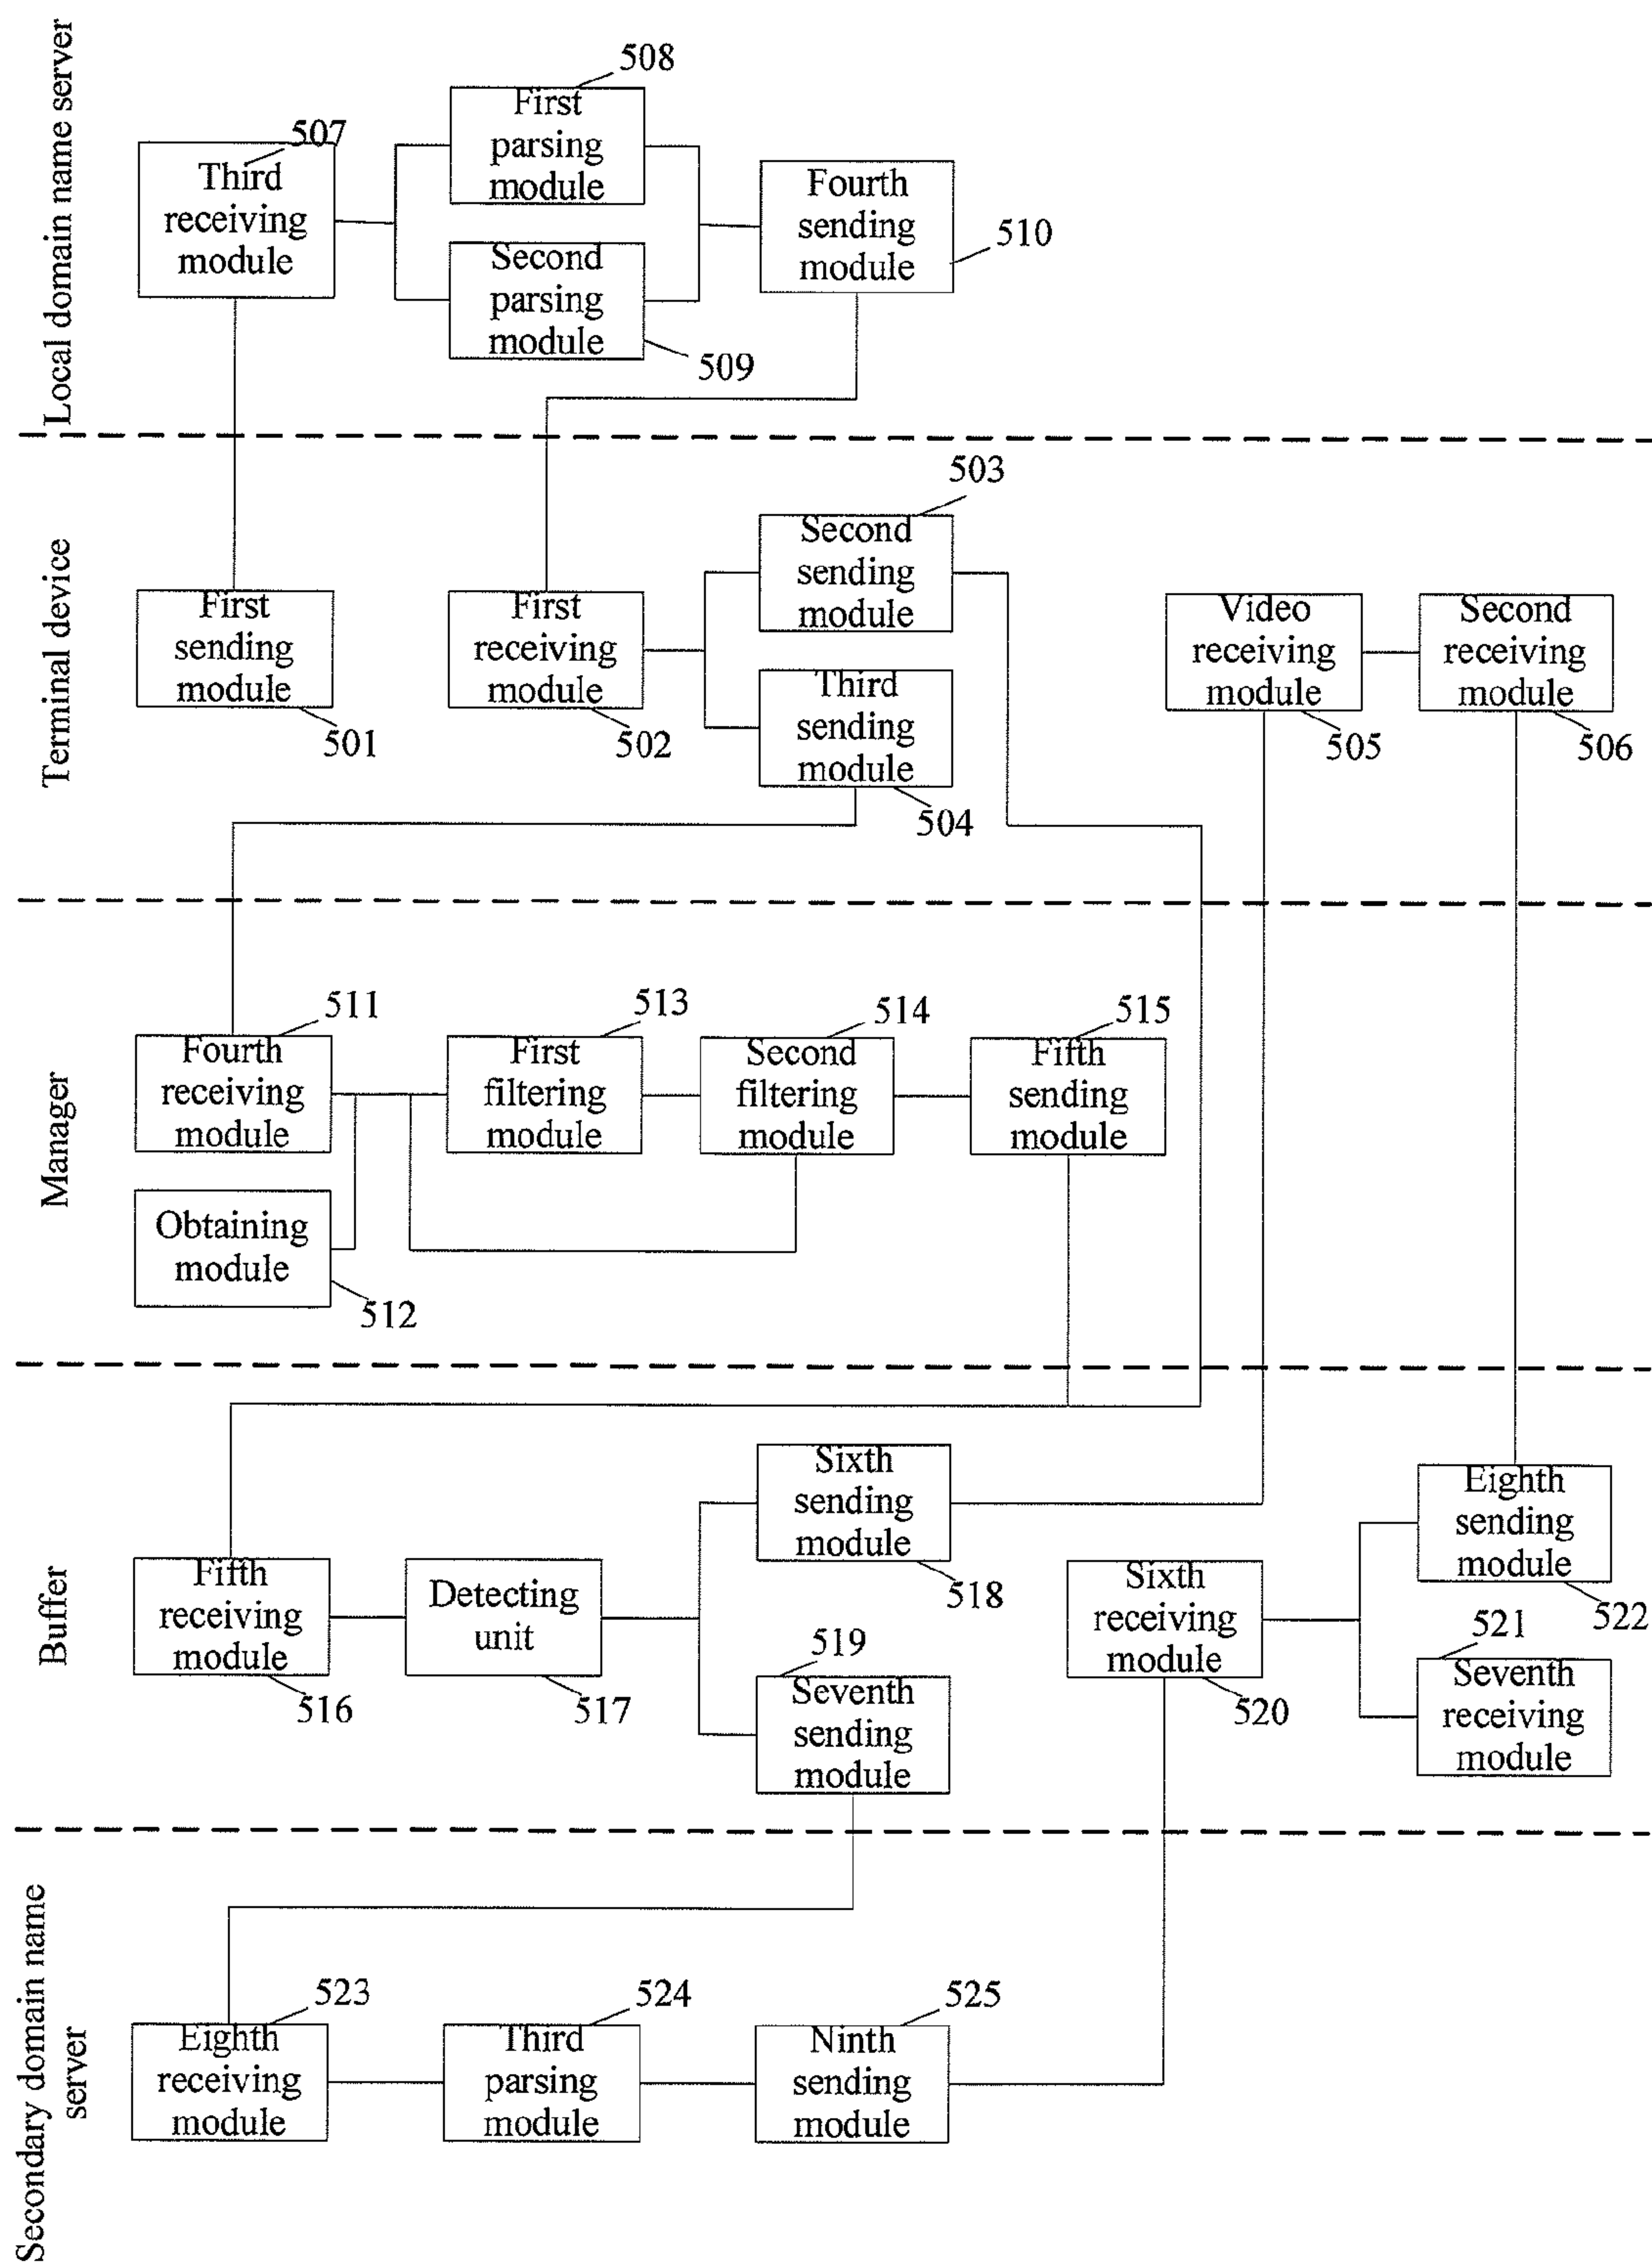 Local domain name server
508
First
parsing
module
507
Third
receiving
module
Fourth
sending
module
510
Second
parsing
module
509
Terminal device
503
Second
sending
module
First
sending
module
501
First
receiving
module
502
Third
sending
module
504
Video
receiving
module
505
Second
receiving
module
506
Manager
511
Fourth
receiving
module
513
First
filtering
module
514
Second
filtering
module
515
Fifth
sending
module
Obtaining
module
512
Buffer
Fifth
receiving
module
516
Detecting
unit
517
Sixth
sending
module
518
519
Seventh
sending
module
Sixth
receiving
module
520
Eighth
sending
module
522
521
Seventh
receiving
module
Secondary domain name
server
523
Eighth
receiving
module
524
Third
parsing
module
525
Ninth
sending
module